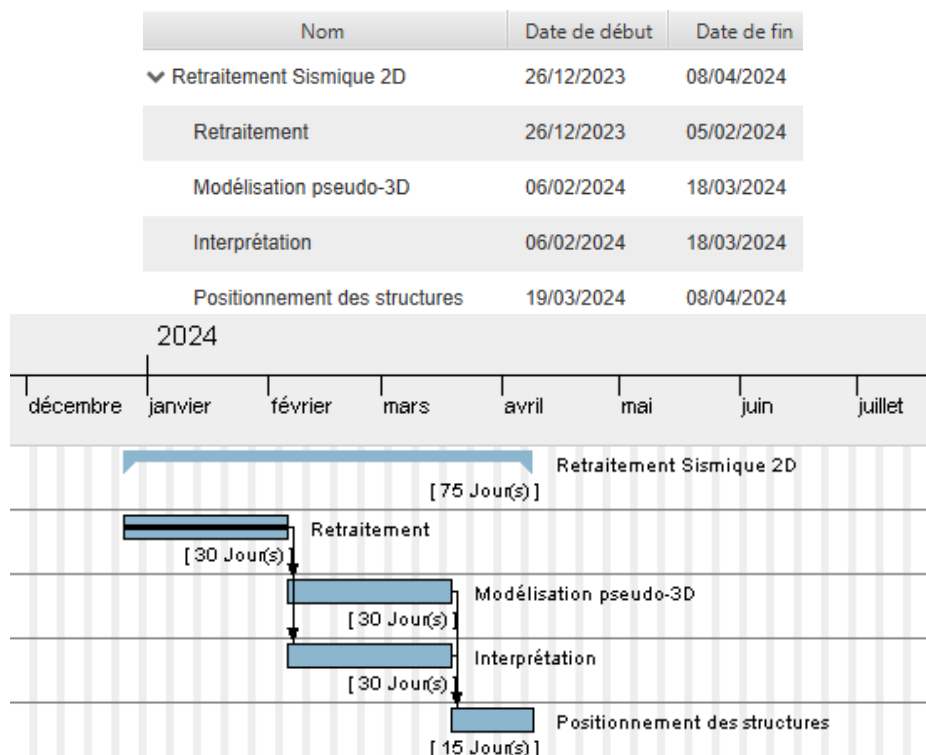 Nom Date de début Date de fin
Retraitement Sismique 2D 26/12/2023 08/04/2024
Retraitement 26/12/2023 05/02/2024
Modélisation pseudo-3D 06/02/2024 18/03/2024
Interprétation 06/02/2024 18/03/2024
Positionnement des structures 19/03/2024 08/04/2024
2024
décembre janvier février mars avril mai juin juillet
Retraitement Sismique 2D
[ 75 Jour(s) ]
Retraitement
[ 30 Jour(s) ]
Modélisation pseudo-3D
[ 30 Jour(s) ]
Interprétation
[ 30 Jour(s) ]
Positionnement des structures
[ 15 Jour(s) ]